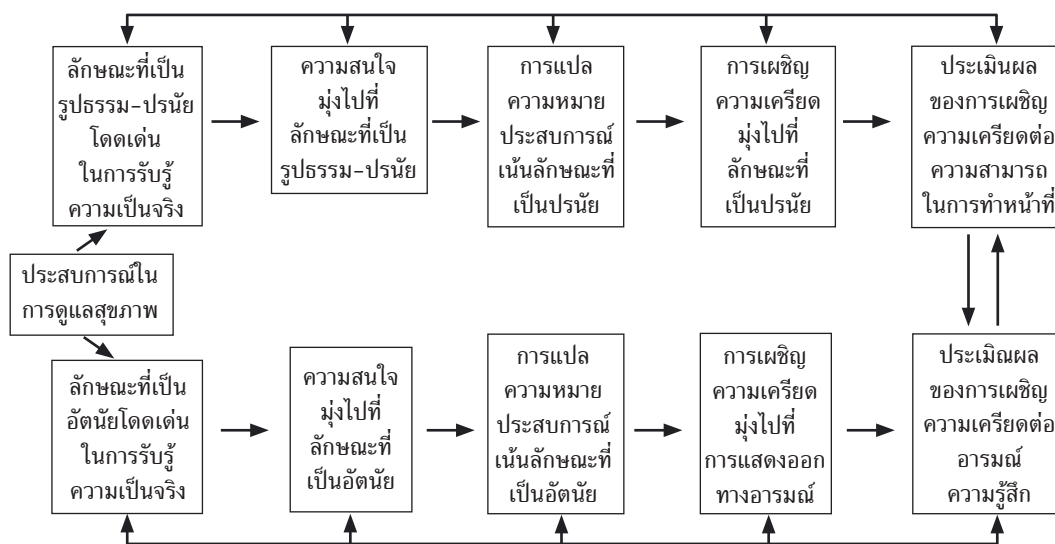 ลักษณะที่เป็น
รูปธรรม-ปรนัย
โดดเด่น
ในการรับรู้
ความเป็นจริง
ความสนใจ
มุ่งไปที่
ลักษณะที่เป็น
รูปธรรม-ปรนัย
การแปล
ความหมาย
ประสบการณ์
เน้นลักษณะที่
เป็นปรนัย
การเผชิญ
ความเครียด
มุ่งไปที่
ลักษณะที่
เป็นปรนัย
ประเมินผล
ของการเผชิญ
ความเครียดต่อ
ความสามารถ
ในการทำหน้าที่
ประสบการณ์ใน
การดูแลสุขภาพ
ลักษณะที่เป็น
อัตนัยโดดเด่น
ในการรับรู้
ความเป็นจริง
ความสนใจ
มุ่งไปที่
ลักษณะที่
เป็นอัตนัย
การแปล
ความหมาย
ประสบการณ์
เน้นลักษณะที่
เป็นอัตนัย
การเผชิญ
ความเครียด
มุ่งไปที่
การแสดงออก
ทางอารมณ์
ประเมิณผล
ของการเผชิญ
ความเครียดต่อ
อารมณ์
ความรู้สึก